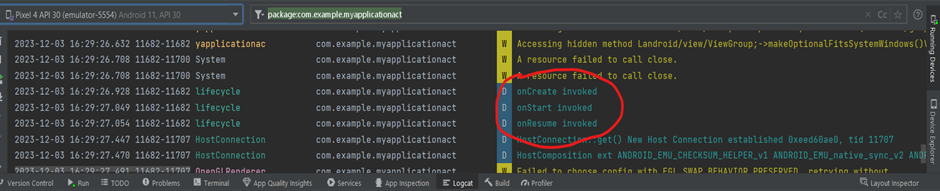 Pixel 4 API 30 (emulator-5554) Android 11, API 30
package:com.example.myapplicationact
Cc
2023-12-03 16:29:26.632 11682-11682 yapplicationac com.example.myapplicationact W Accessing hidden method Landroid/view/ViewGroup;->makeOptionalFitsSystemWindows()
2023-12-03 16:29:26.708 11682-11700 System com.example.myapplicationact W A resource failed to call close.
2023-12-03 16:29:26.708 11682-11700 System com.example.myapplicationact W A resource failed to call close.
2023-12-03 16:29:26.928 11682-11682 lifecycle com.example.myapplicationact D onCreate invoked
2023-12-03 16:29:27.049 11682-11682 lifecycle com.example.myapplicationact D onStart invoked
2023-12-03 16:29:27.054 11682-11682 lifecycle com.example.myapplicationact D onResume invoked
2023-12-03 16:29:27.447 11682-11707 HostConnection com.example.myapplicationact D HostConnection::get() New Host Connection established 0xeed60ae0, tid 11707
2023-12-03 16:29:27.470 11682-11707 HostConnection com.example.myapplicationact D HostComposition ext ANDROID_EMU_CHECKSUM_HELPER_v1 ANDROID_EMU_native_sync_v2
2023-12-03 16:29:27.691 11682-11707 OpenGLRenderer com.example.myapplicationact W Failed to choose config with EGL_SWAP_BEHAVIOR_PRESERVED, retrying without
Running Devices
Device Explorer
Version Control Run TODO Problems Terminal App Quality Insights Services App Inspection Logcat Build Profiler Layout Inspector